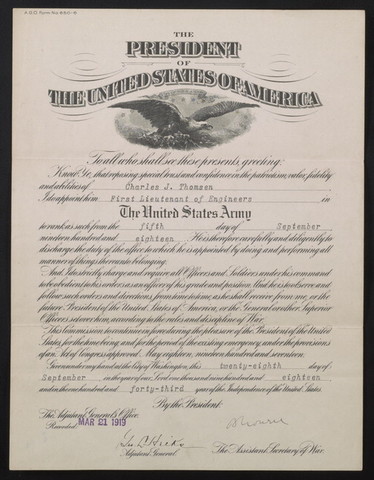 THE
PRESIDENT
OF
THE UNITED STATES OF AMERICA
To all who shall see these presents, greeting:
Know Ye, that reposing special trust and confidence in the patriotism, valor, fidelity
and abilities of Charles J. Thomsen
I do appoint him First Lieutenant of Engineers in
The United States Army
to rank as such from the fifth day of September
nineteen hundred and eighteen He is therefore carefully and diligently to
discharge the duty of the office to which he is appointed by doing and performing all
manner of things thereunto belonging.
And I do strictly charge and require all Officers and Soldiers under his command
to be obedient to his orders as an officer of his grade and position. And he is to observe and
follow such orders and directions, from time to time, as he shall receive from me, or the
future President of the United States of America, or the General or other Superior
Officers set over him, according to the rules and discipline of War.
This Commission to continue in force during the pleasure of the President of the United
States, for the time being; and for the period of the existing emergency under the provisions
of an Act of Congress approved May eighteen, nineteen hundred and seventeen.
Given under my hand at the City of Washington, this twenty-eighth day of
September in the year of our Lord one thousand nine hundred and eighteen
and in the one hundred and forty-third year of the Independence of the United States.
By the President:
The Adjutant General's Office.
Recorded MAR 21 1919
Adjutant General
The Assistant Secretary of War.